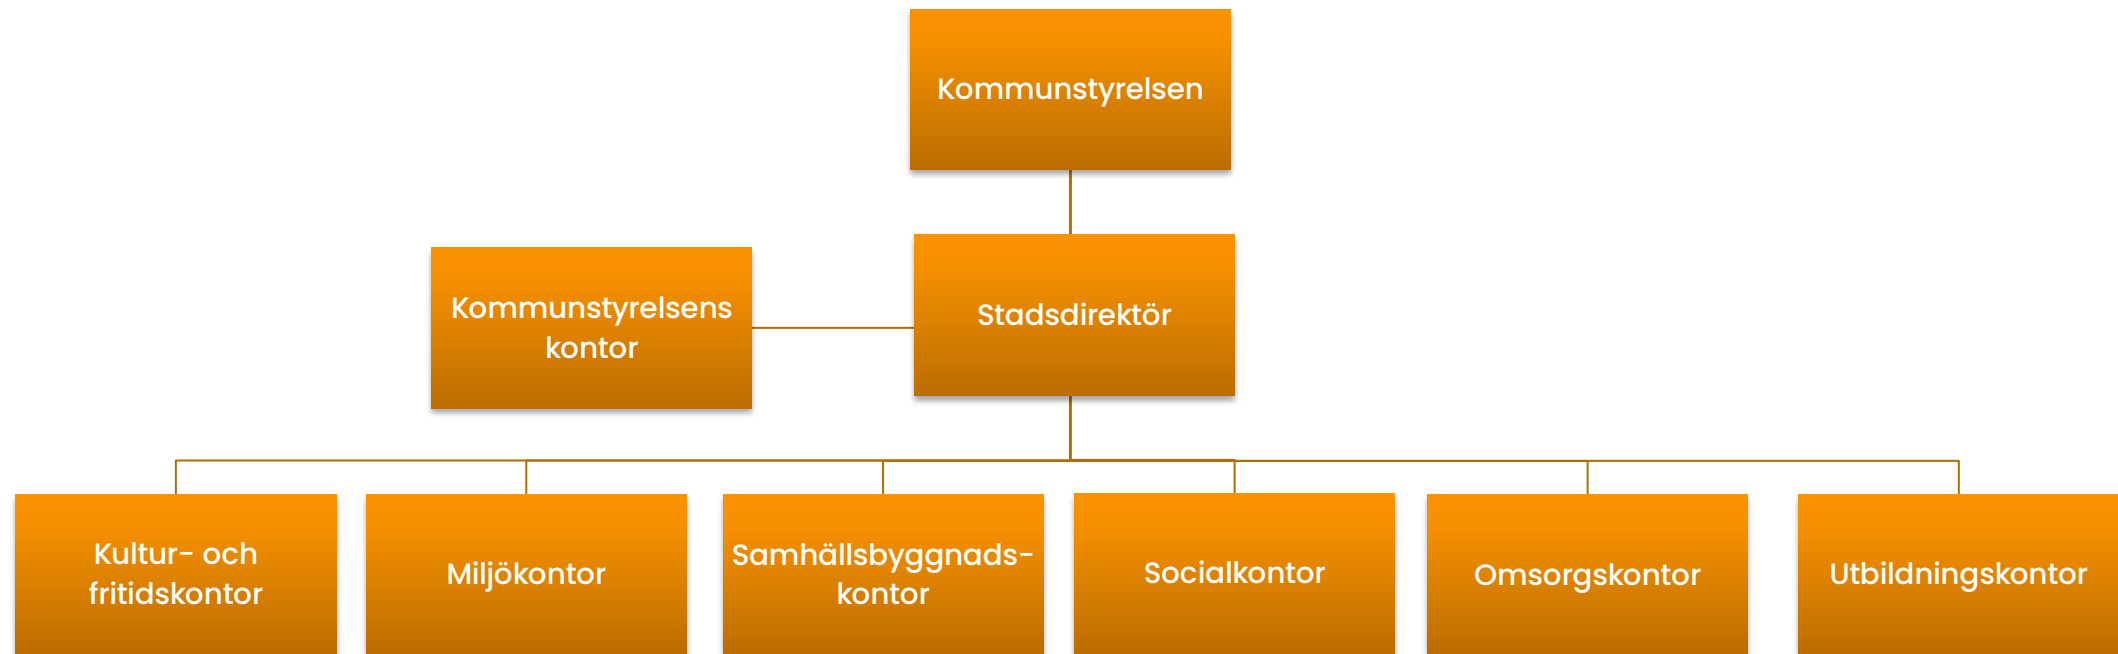 Kommunstyrelsen
Kommunstyrelsens
kontor
Stadsdirektör
Kultur- och
fritidskontor
Miljökontor
Samhällsbyggnads-
kontor
Socialkontor
Omsorgskontor
Utbildningskontor